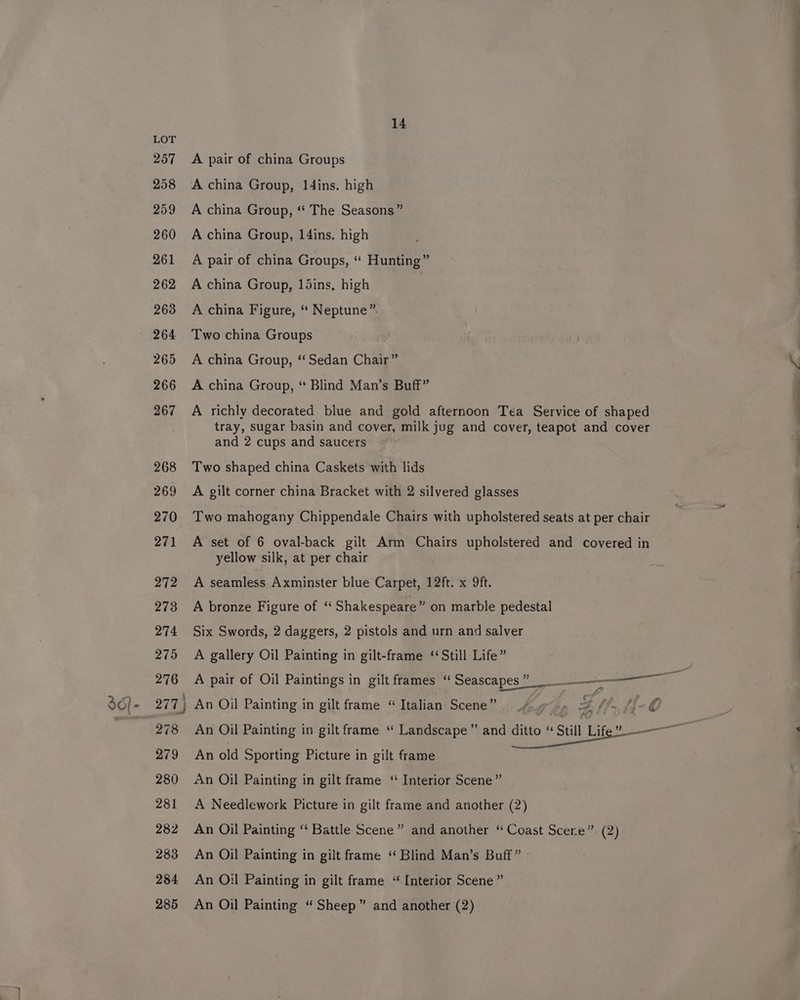 14
LOT
257 A pair of china Groups
258 A china Group, 14ins. high
259 A china Group, “ The Seasons”
260 A china Group, 14ins. high
261 A pair of china Groups, “ Hunting”
262 A china Group, 15ins. high
263 A china Figure, “ Neptune”
264 Two china Groups
265 A china Group, “Sedan Chair”
266 A china Group, “ Blind Man’s Buff”
267 A richly decorated blue and gold afternoon Tea Service of shaped
tray, sugar basin and cover, milk jug and cover, teapot and cover
and 2 cups and saucers
268 Two shaped china Caskets with lids
269 A gilt corner china Bracket with 2 silvered glasses
270 Two mahogany Chippendale Chairs with upholstered seats at per chair
271 A set of 6 oval-back gilt Arm Chairs upholstered and covered in
yellow silk, at per chair
272 A seamless Axminster blue Carpet, 12ft. x 9ft.
273 A bronze Figure of “ Shakespeare” on marble pedestal
274 Six Swords, 2 daggers, 2 pistols and urn and salver
275 A gallery Oil Painting in gilt-frame “Still Life”
276 A pair of Oil Paintings in gilt frames “ Seascapes”
30/- 277 An Oil Painting in gilt frame “ Italian Scene”
278 An Oil Painting in gilt frame “ Landscape” and ditto “Still Life”
279 An old Sporting Picture in gilt frame
280 An Oil Painting in gilt frame “ Interior Scene”
281 A Needlework Picture in gilt frame and another (2)
282 An Oil Painting “ Battle Scene” and another “ Coast Scene” (2)
283 An Oil Painting in gilt frame “ Blind Man’s Buff”
284 An Oil Painting in gilt frame “ Interior Scene”
285 An Oil Painting “ Sheep” and another (2)